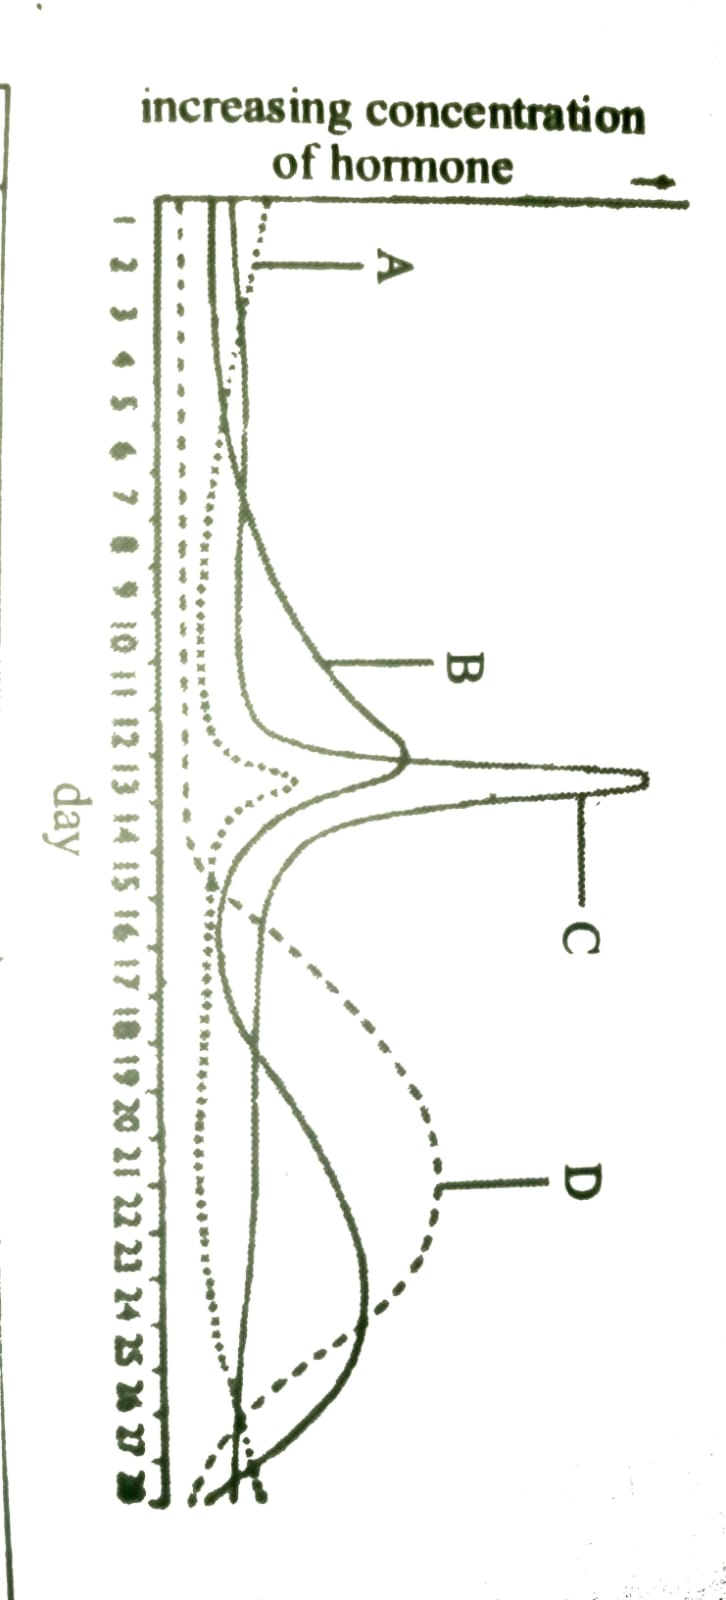 increasing concentration
of hormone
A
B
C
D
1 2 3 4 5 6 7 8 9 10 11 12 13 14 15 16 17 18 19 20 21 22 23 24 25 26 27
day